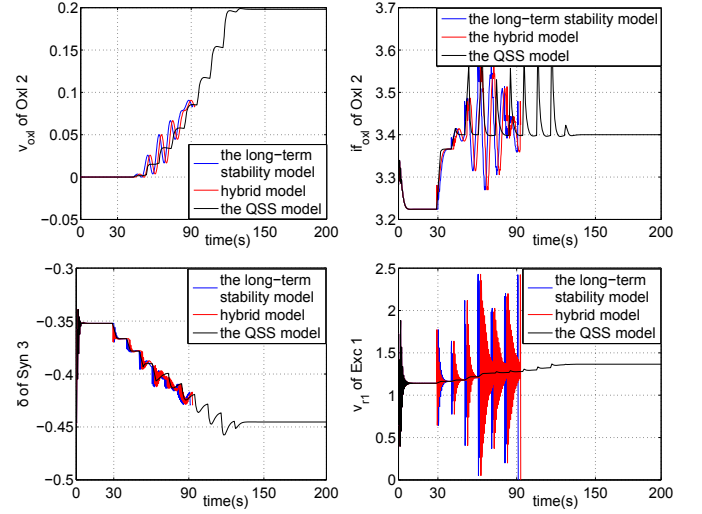 0.2
0.15
0.1
0.05
0
−0.05
v_oxl of Oxl 2
the long−term
stability model
hybrid model
the QSS model
0 30 60 90 150 200
time(s)
3.7
3.6
3.5
3.4
3.3
3.2
if_oxl of Oxl 2
the long−term stability model
the hybrid model
the QSS model
0 30 60 90 150 200
time(s)
−0.3
−0.35
−0.4
−0.45
−0.5
δ of Syn 3
the long−term
stability model
hybrid model
the QSS model
0 30 60 90 150 200
time(s)
2.5
2
1.5
1
0.5
0
v_r1 of Exc 1
the long−term
stability model
hybrid model
the QSS model
0 30 60 90 150 200
time(s)